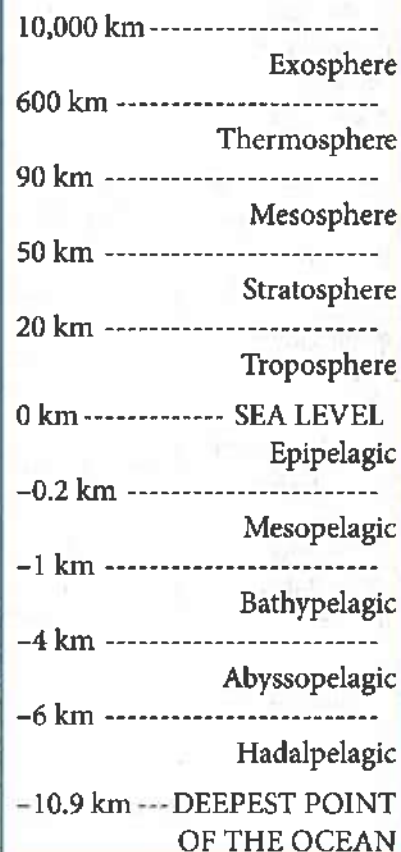 10,000 km--------------------
Exosphere
600 km -----------------------
Thermosphere
90 km ------------------------
Mesosphere
50 km ------------------------
Stratosphere
20 km ------------------------
Troposphere
0 km------------- SEA LEVEL
Epipelagic
–0.2 km ----------------------
Mesopelagic
–1 km ------------------------
Bathypelagic
–4 km ------------------------
Abyssopelagic
–6 km ------------------------
Hadalpelagic
–10.9 km ---DEEPEST POINT
OF THE OCEAN